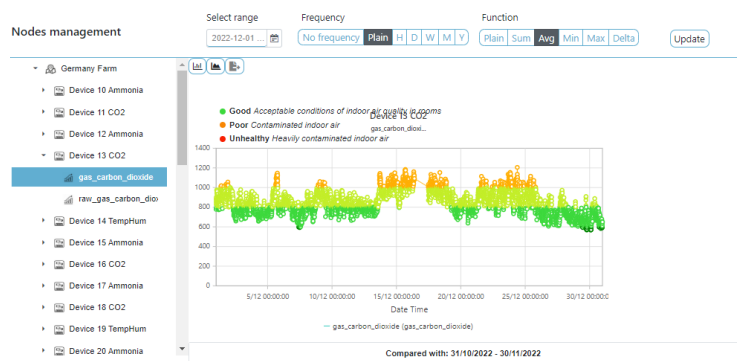 Select range
Frequency
Function
Nodes management
2022-12-01 ...
No frequency Plain H D W M Y
Plain Sum Avg Min Max Delta
Update
Germany Farm
Device 10 Ammonia
Device 11 CO2
Device 12 Ammonia
Device 13 CO2
gas_carbon_dioxide
raw_gas_carbon_diox
Device 14 TempHum
Device 15 Ammonia
Device 16 CO2
Device 17 Ammonia
Device 18 CO2
Device 19 TempHum
Device 20 Ammonia
Good Acceptable conditions of indoor air quality in rooms
Device 13 CO2
Poor Contaminated indoor air
gas_carbon_dioxi...
Unhealthy Heavily contaminated indoor air
1400
1200
1000
800
600
400
200
0
5/12 00:00:00
10/12 00:00:00
15/12 00:00:00
20/12 00:00:00
25/12 00:00:00
30/12 00:00:00
Date Time
gas_carbon_dioxide (gas_carbon_dioxide)
Compared with: 31/10/2022 - 30/11/2022